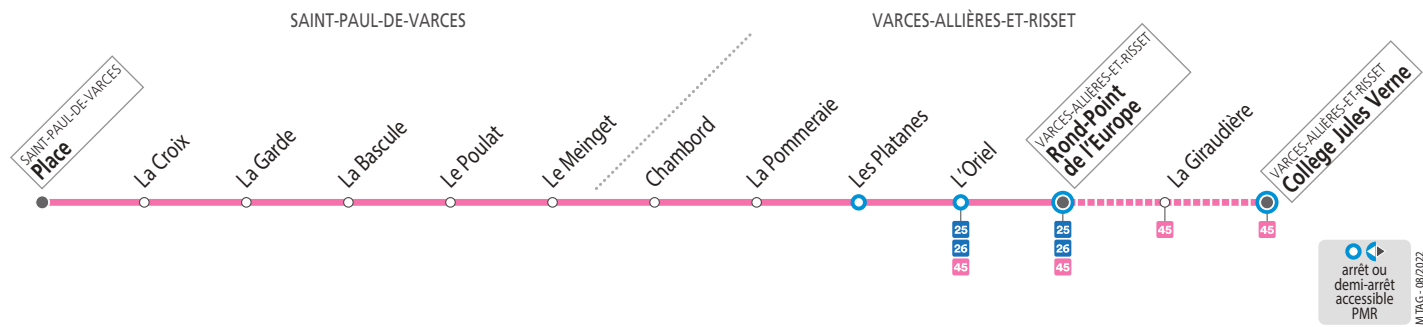 SAINT-PAUL-DE-VARCES
VARCES-ALLIÈRES-ET-RISSET
SAINT-PAUL-DE-VARCES
Place
La Croix
La Garde
La Bascule
Le Poulat
Le Meinget
Chambord
La Pommeraie
Les Platanes
L'Oriel
VARCES-ALLIÈRES-ET-RISSET
Rond-Point
de l'Europe
La Giraudière
VARCES-ALLIÈRES-ET-RISSET
Collège Jules Verne
25
26
45
25
26
45
45
45
arrêt ou
demi-arrêt
accessible
PMR
M TAG - 08/2022